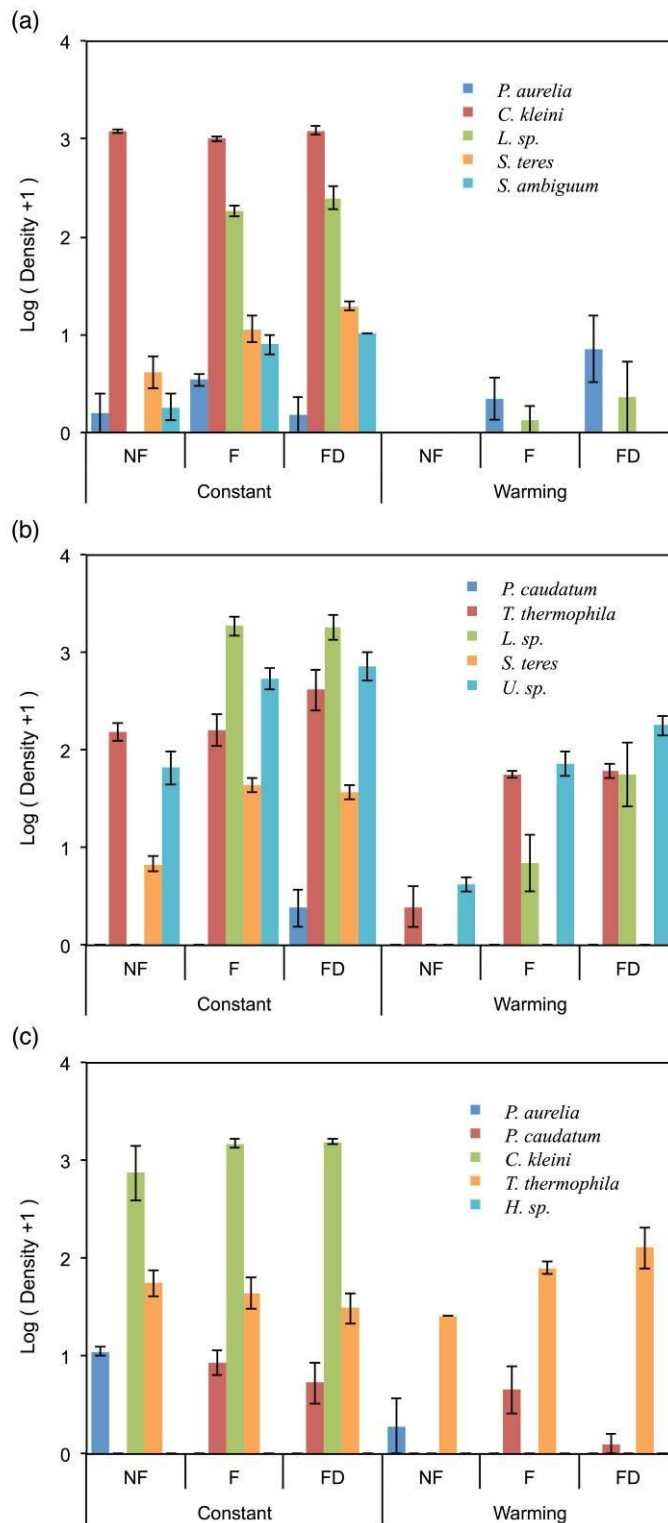 (a)
4
3
2
1
0
Log ( Density +1 )
P. aurelia
C. kleini
L. sp.
S. teres
S. ambiguum
NF F FD NF F FD
Constant Warming
(b)
4
3
2
1
0
Log ( Density +1 )
P. caudatum
T. thermophila
L. sp.
S. teres
U. sp.
NF F FD NF F FD
Constant Warming
(c)
4
3
2
1
0
Log ( Density +1 )
P. aurelia
P. caudatum
C. kleini
T. thermophila
H. sp.
NF F FD NF F FD
Constant Warming